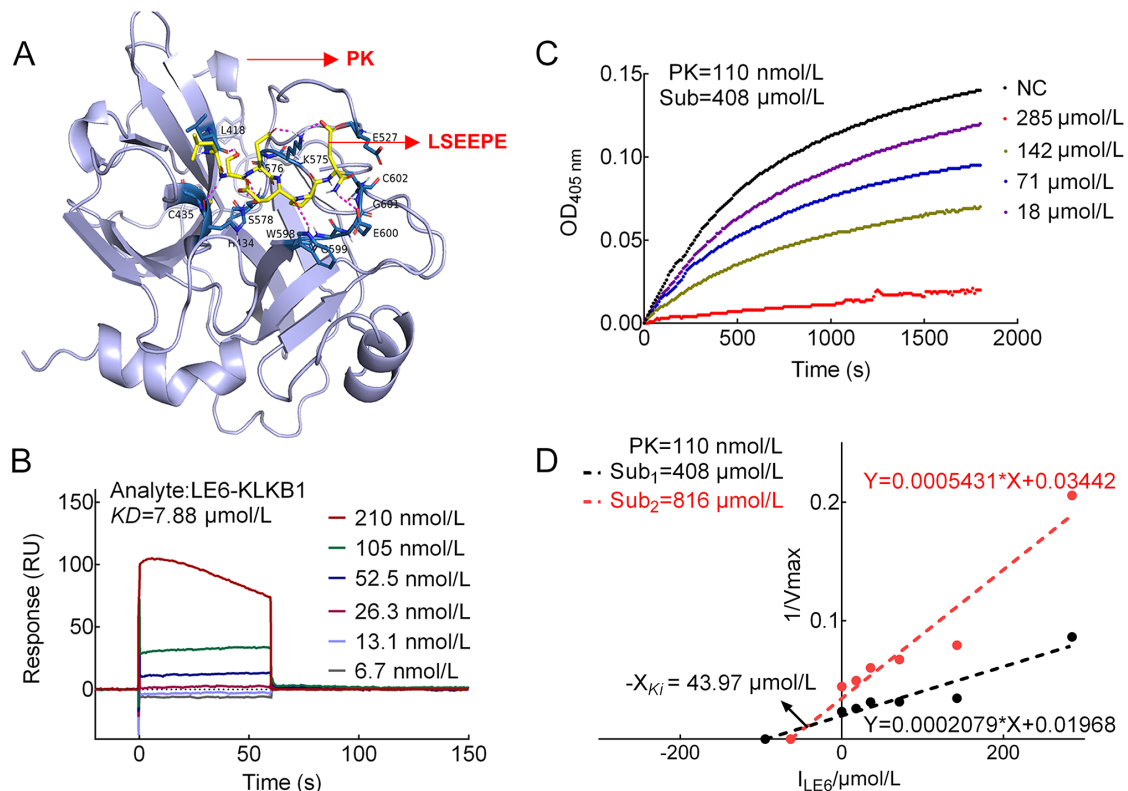 A
PK
LSEEPE
L418
E527
K575
576
C602
G601
C435
S578
H434
W598
E600
G599
B
150
100
50
0
Response (RU)
Analyte:LE6-KLKB1
KD=7.88 µmol/L
210 nmol/L
105 nmol/L
52.5 nmol/L
26.3 nmol/L
13.1 nmol/L
6.7 nmol/L
0
50
100
150
Time (s)
C
PK=110 nmol/L
Sub=408 µmol/L
0.15
0.10
0.05
0.00
OD405 nm
NC
285 µmol/L
142 µmol/L
71 µmol/L
18 µmol/L
0
500
1000
1500
2000
Time (s)
D
PK=110 nmol/L
Sub1=408 µmol/L
Sub2=816 µmol/L
Y=0.0005431*X+0.03442
0.2
0.1
1/Vmax
-XKi = 43.97 µmol/L
Y=0.0002079*X+0.01968
-200
0
200
ILE6/µmol/L